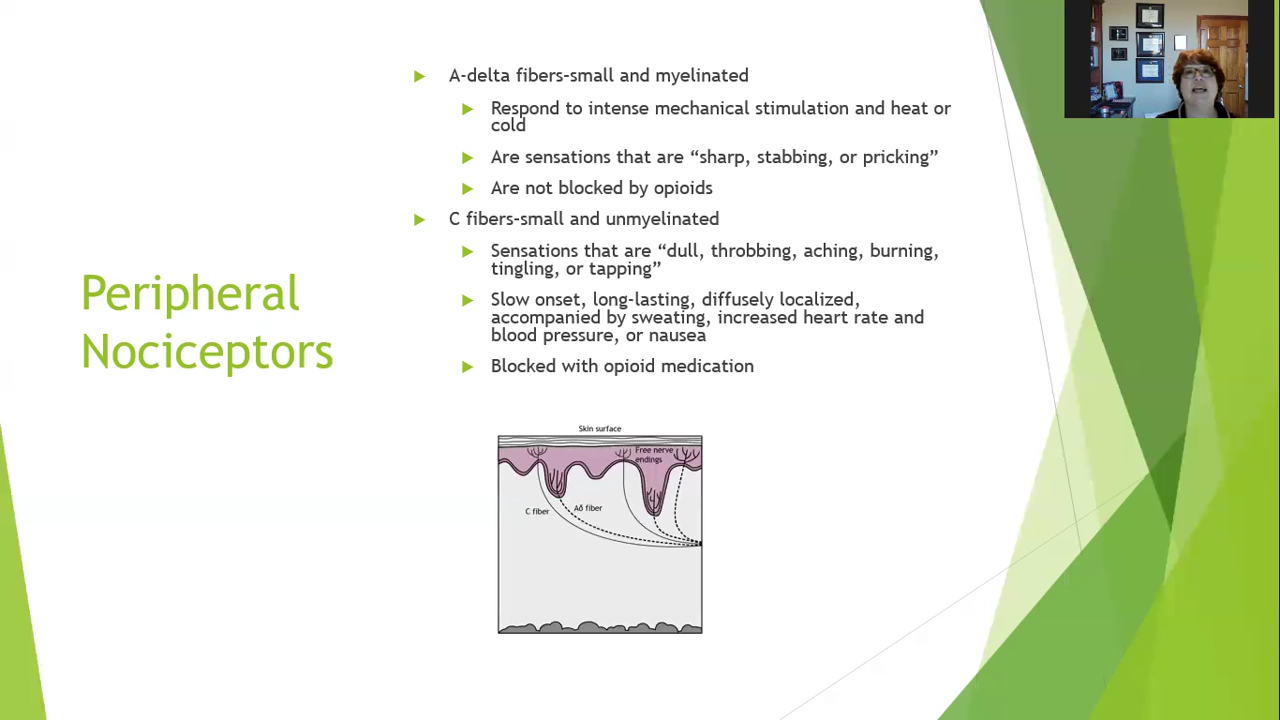 Peripheral
Nociceptors
A-delta fibers-small and myelinated
Respond to intense mechanical stimulation and heat or
cold
Are sensations that are “sharp, stabbing, or pricking”
Are not blocked by opioids
C fibers-small and unmyelinated
Sensations that are “dull, throbbing, aching, burning,
tingling, or tapping”
Slow onset, long-lasting, diffusely localized,
accompanied by sweating, increased heart rate and
blood pressure, or nausea
Blocked with opioid medication
Skin surface
Free nerve
endings
C fiber
Aδ fiber